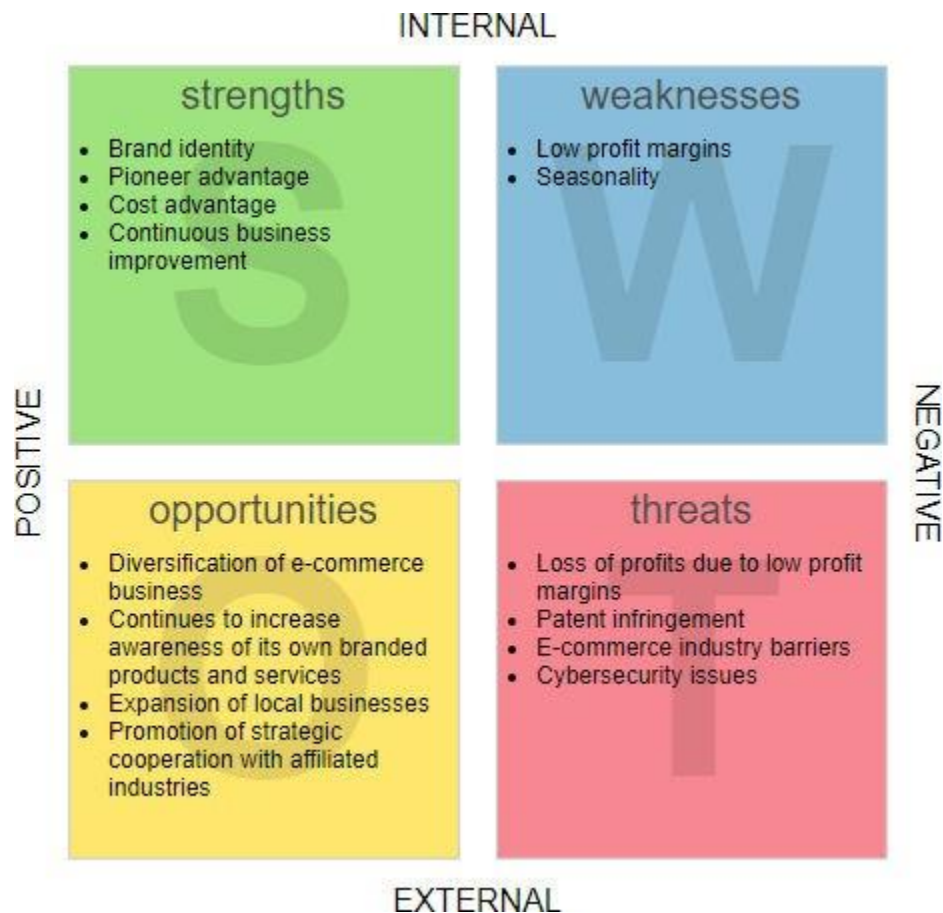 INTERNAL
strengths
• Brand identity
• Pioneer advantage
• Cost advantage
• Continuous business
improvement
S
weaknesses
• Low profit margins
• Seasonality
W
POSITIVE
NEGATIVE
opportunities
• Diversification of e-commerce
business
• Continues to increase
awareness of its own branded
products and services
• Expansion of local businesses
• Promotion of strategic
cooperation with affiliated
industries
O
threats
• Loss of profits due to low profit
margins
• Patent infringement
• E-commerce industry barriers
• Cybersecurity issues
T
EXTERNAL